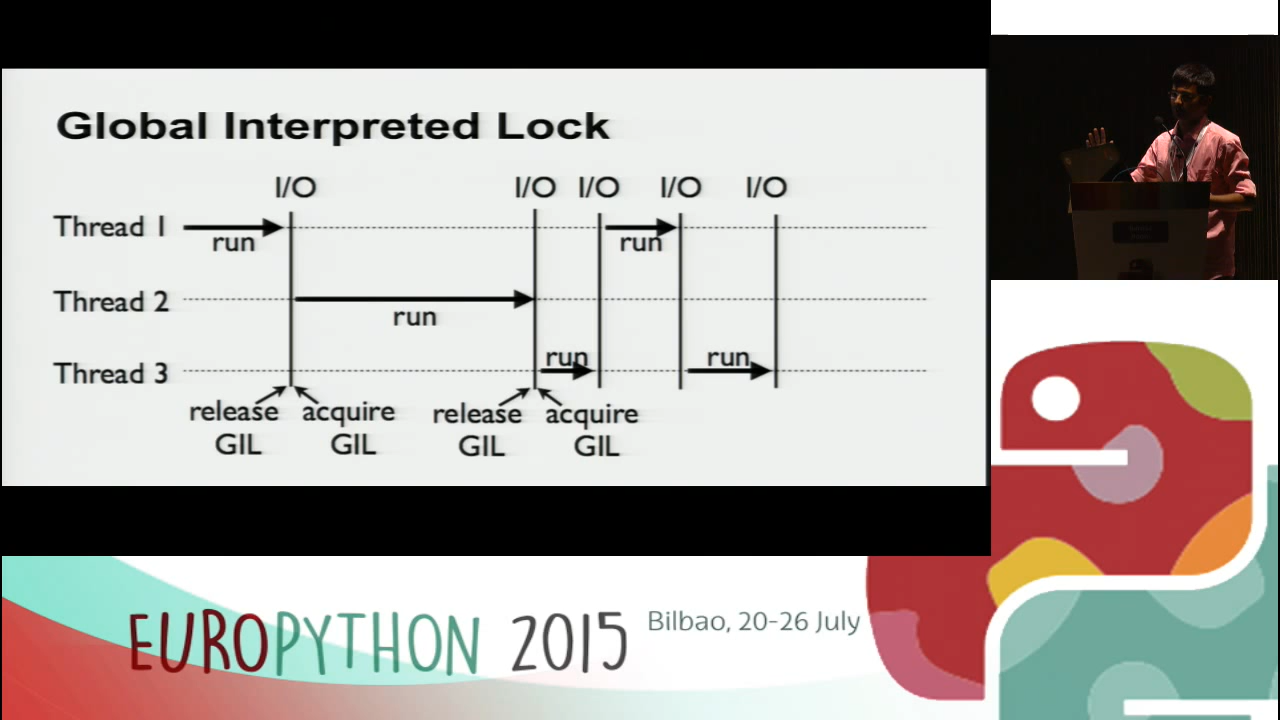 Global Interpreted Lock
I/O I/O I/O I/O I/O
Thread 1
run run
Thread 2
run
Thread 3
run run
release acquire release acquire
GIL GIL GIL GIL
EUROPYTHON 2015 Bilbao, 20-26 July